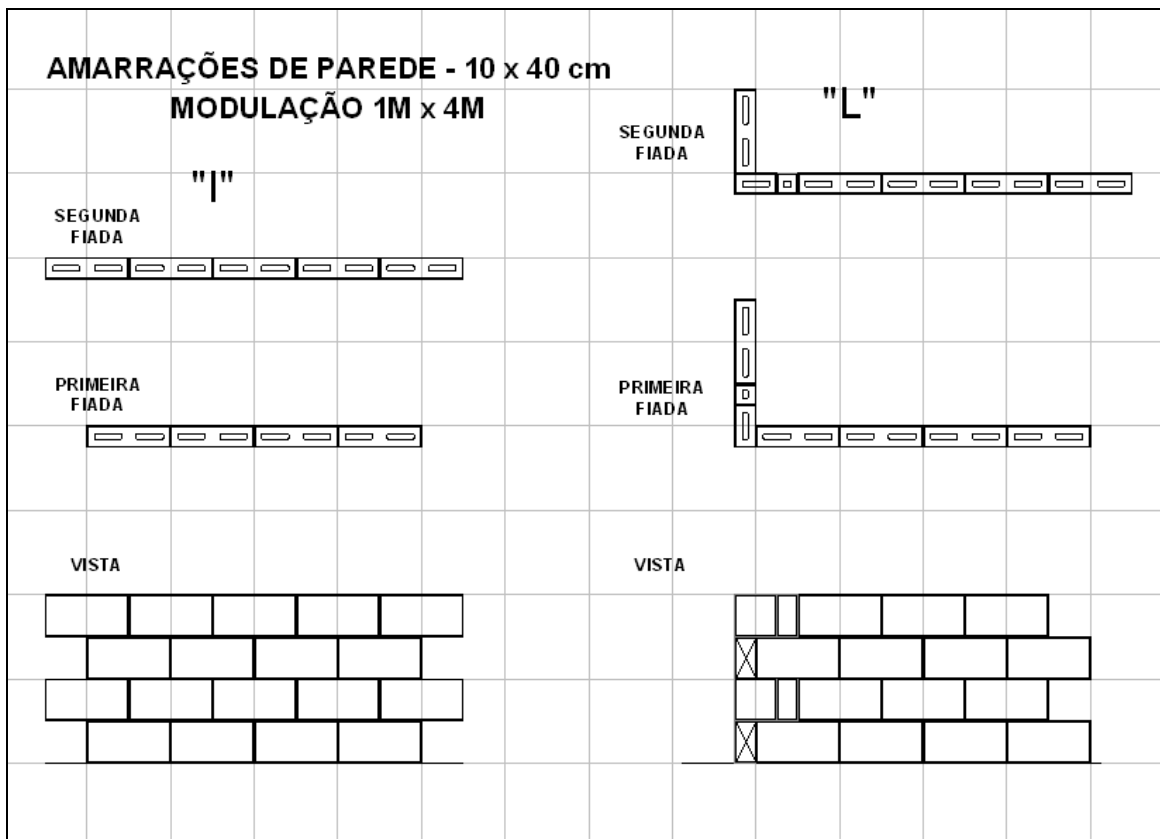 AMARRAÇÕES DE PAREDE - 10 x 40 cm
MODULAÇÃO 1M x 4M
"I"
SEGUNDA
FIADA
PRIMEIRA
FIADA
VISTA
"L"
SEGUNDA
FIADA
PRIMEIRA
FIADA
VISTA